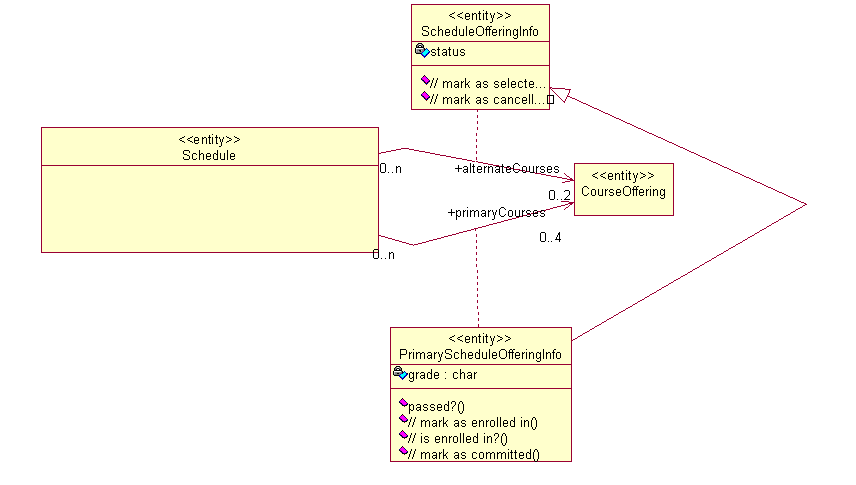 <<entity>>
ScheduleOfferingInfo
status
// mark as selecte...
// mark as cancell...
<<entity>>
Schedule
0..n
+alternateCourses
0..2
<<entity>>
CourseOffering
+primaryCourses
0..4
0..n
<<entity>>
PrimaryScheduleOfferingInfo
grade : char
passed?()
// mark as enrolled in()
// is enrolled in?()
// mark as committed()